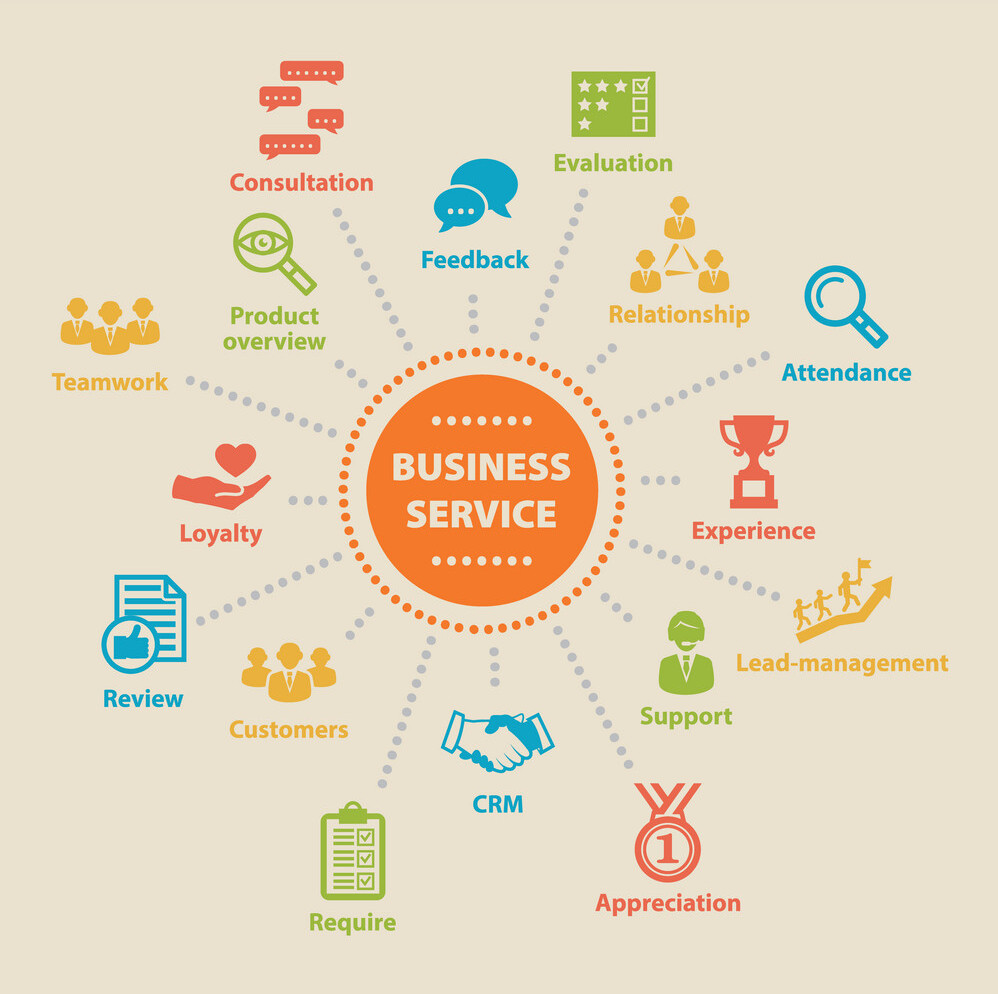 Consultation
Evaluation
Feedback
Product
overview
Relationship
Teamwork
Attendance
BUSINESS
SERVICE
Loyalty
Experience
Review
Customers
Support
Lead-management
CRM
1
Require
Appreciation